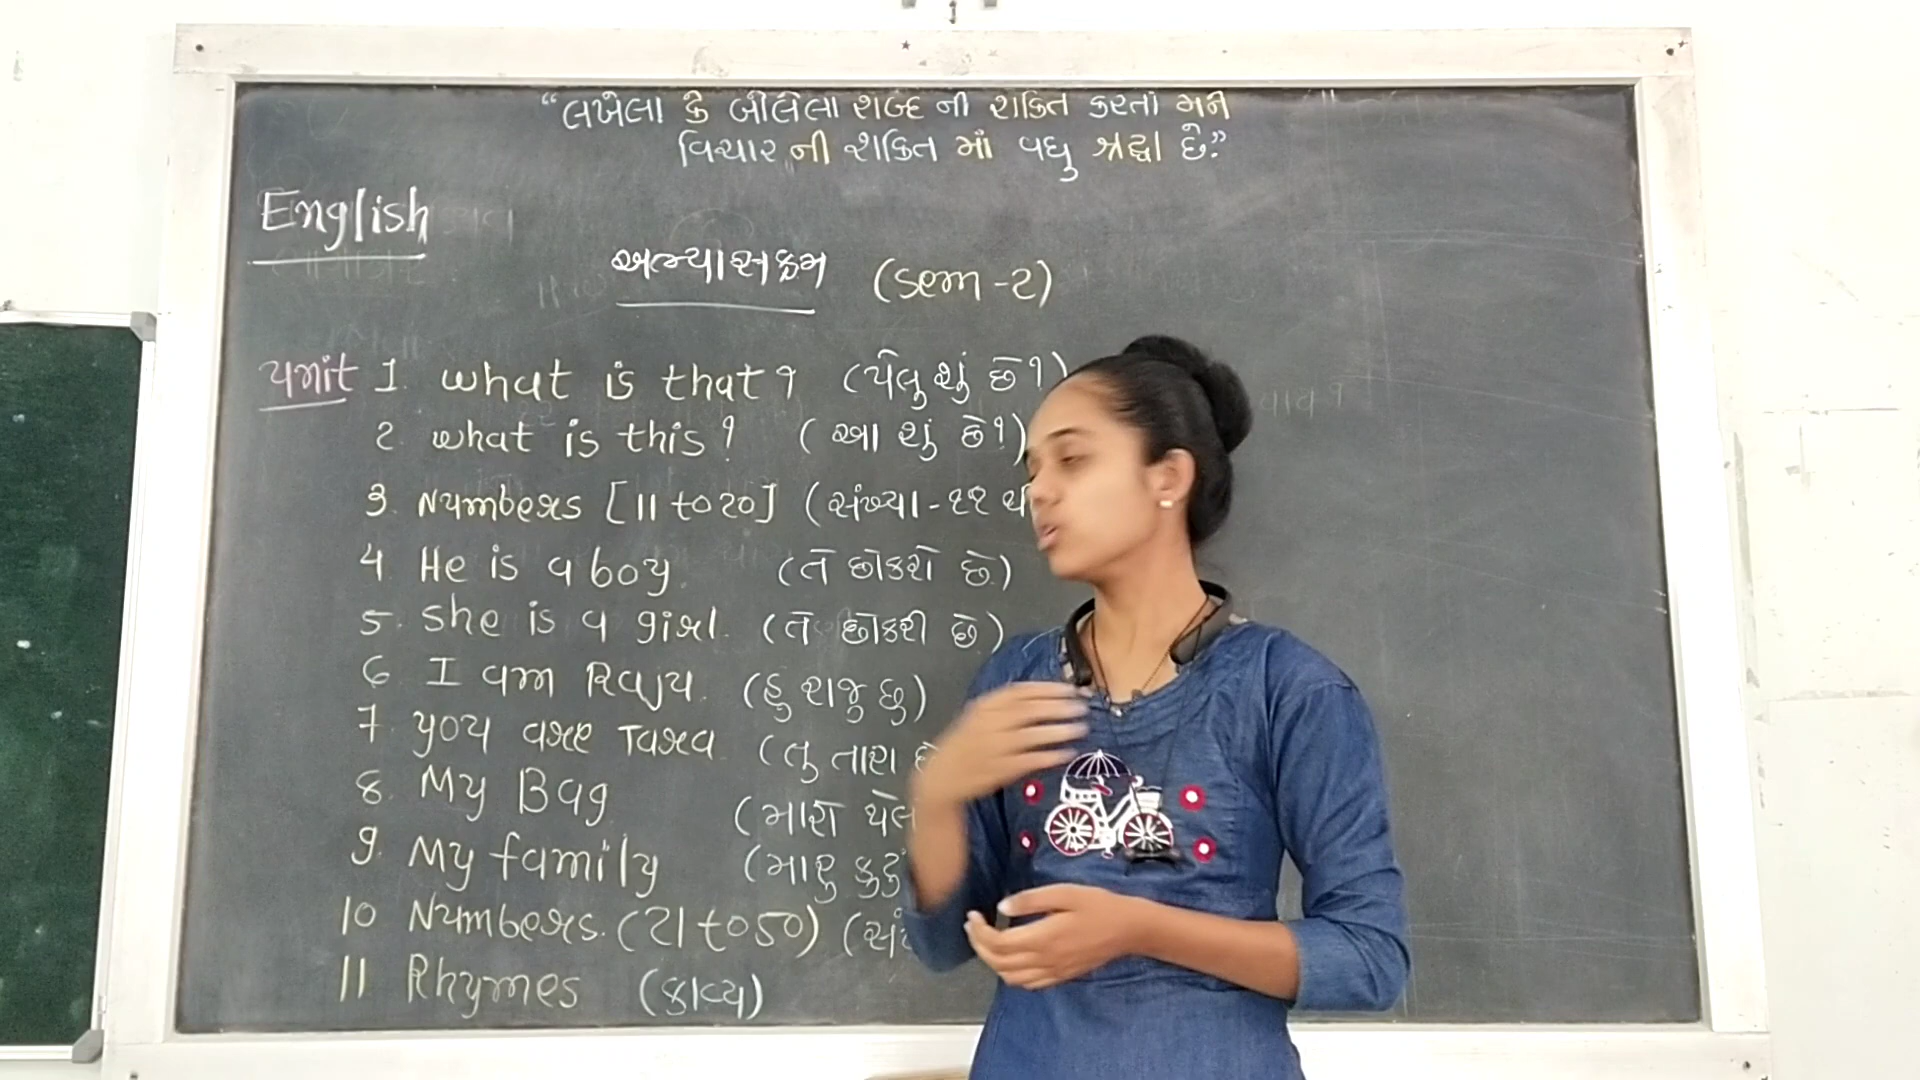 “લખેલા કે બોલેલા શબ્દ ની શકિત કરતાં મને
વિચાર ની શકિત માં વધુ શ્રદ્ધા છે.”
English
અભ્યાસક્રમ (Sem-2)
યુનિટ 1. what is that? (પેલુ શું છે?)
2. what is this? (આ શું છે?)
3. Numbers [11 to 20] (સંખ્યા-૧૧ થ
4 He is a boy. (તે છોકરો છે.)
5. she is a girl. (તે છોકરી છે.)
6 I am Raju. (હુ રાજુ છુ)
7. you are Tara. (તુ તારા છે
8. My Bag (મારો થેલ
9. My family (મારુ કુટું
10 Numbers. (21 to 50) (સં
11 Rhymes (કાવ્ય)